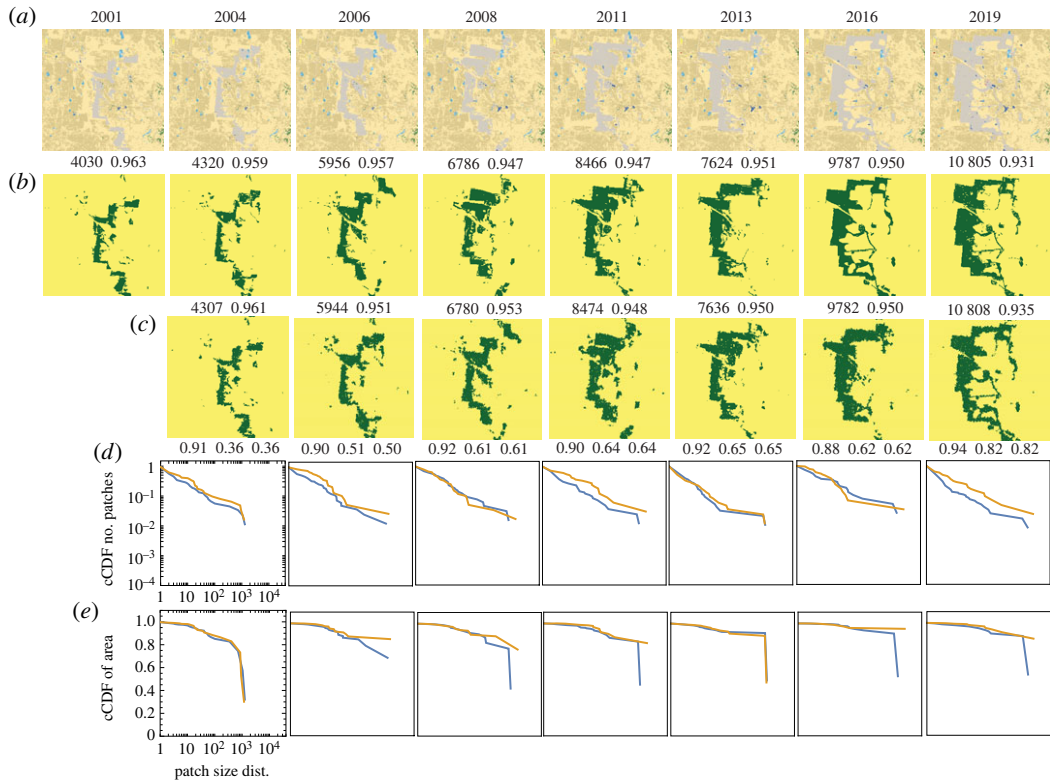 (a) 2001 2004 2006 2008 2011 2013 2016 2019
4030 0.963 4320 0.959 5956 0.957 6786 0.947 8466 0.947 7624 0.951 9787 0.950 10 805 0.931
(b)
4307 0.961 5944 0.951 6780 0.953 8474 0.948 7636 0.950 9782 0.950 10 808 0.935
(c)
0.91 0.36 0.36 0.90 0.51 0.50 0.92 0.61 0.61 0.90 0.64 0.64 0.92 0.65 0.65 0.88 0.62 0.62 0.94 0.82 0.82
(d)
cCDF no. patches
1
10⁻¹
10⁻²
10⁻³
10⁻⁴
1 10 10² 10³ 10⁴
(e)
cCDF of area
1.0
0.8
0.6
0.4
0.2
0
1 10 10² 10³ 10⁴
patch size dist.